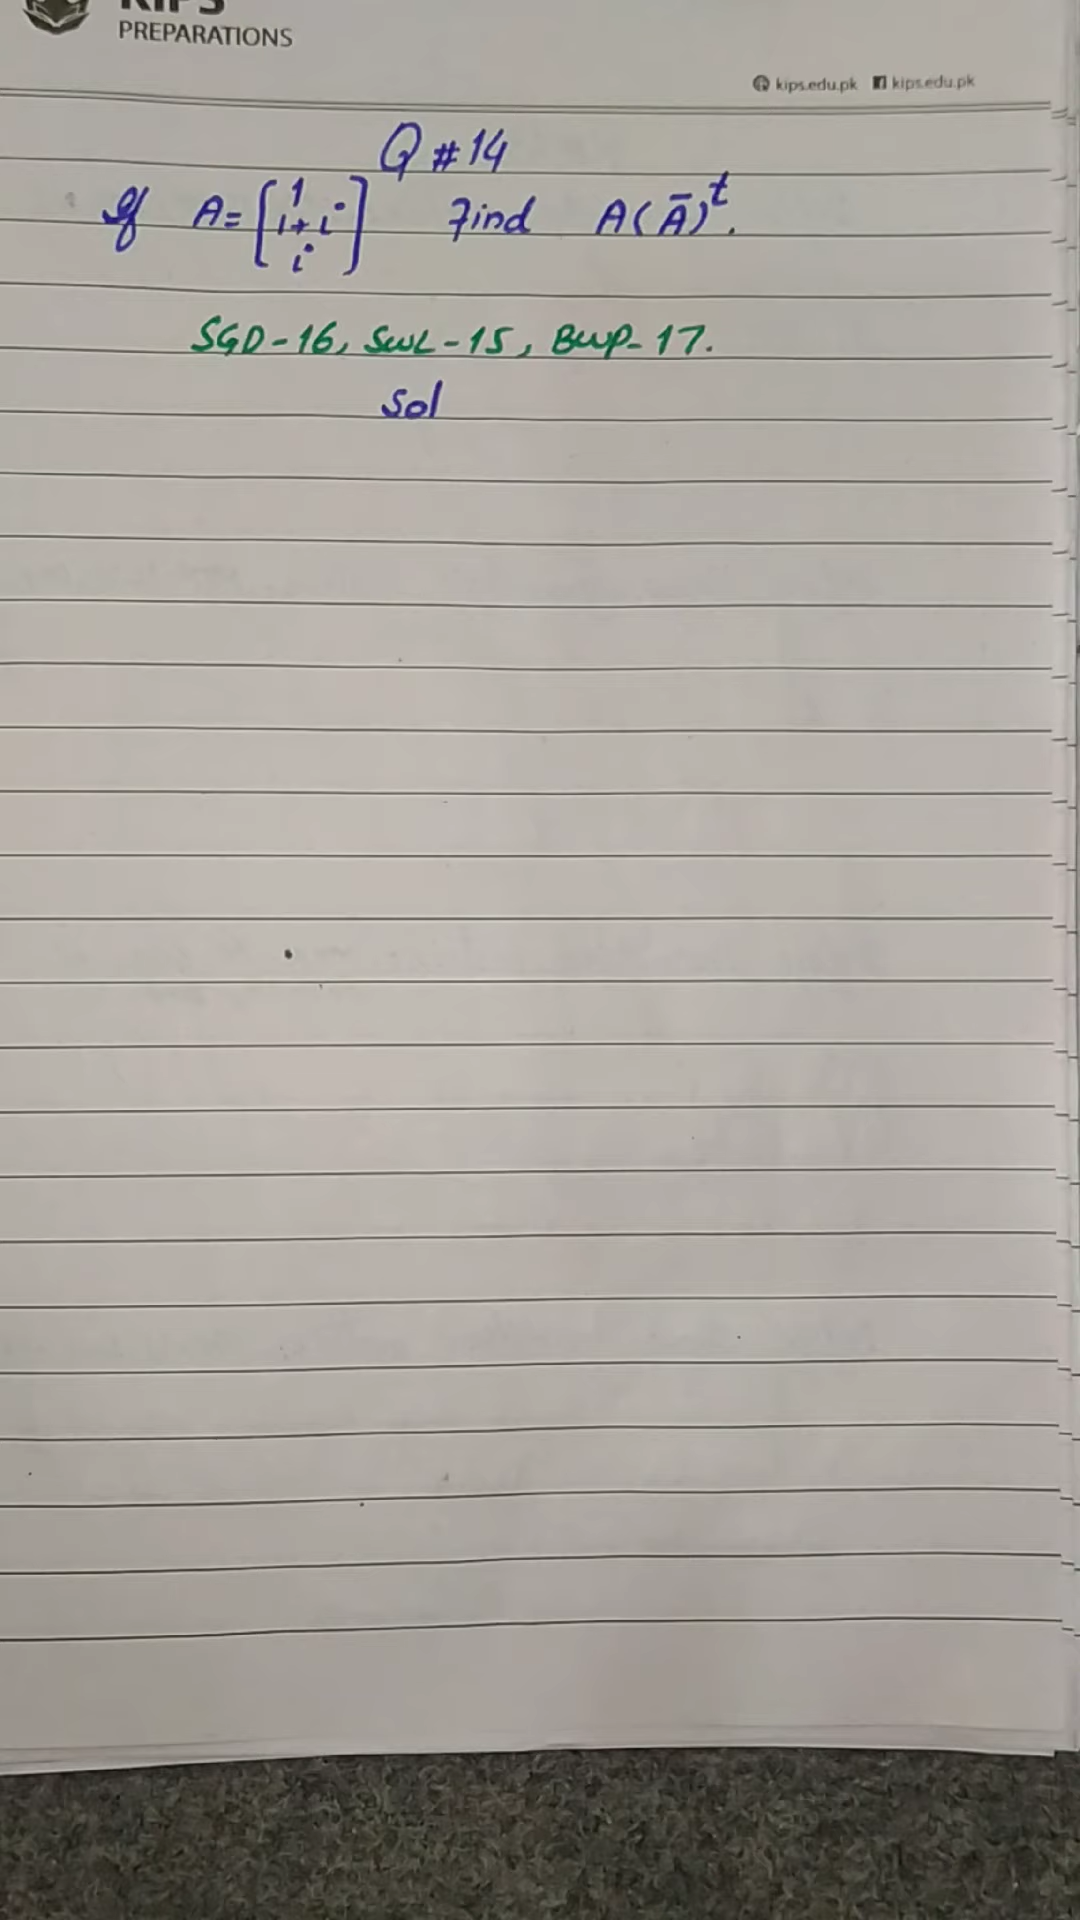 KIPS
PREPARATIONS
kips.edu.pk kips.edu.pk
Q # 14
If A = [1 1+i i] Find A(Ā)ᵗ.
SGD-16, SWL-15, BWP-17.
Sol